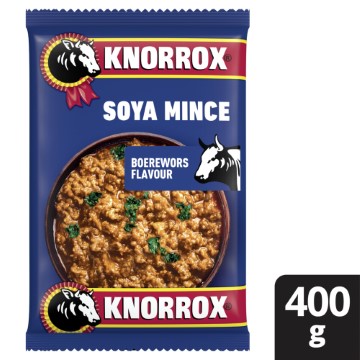 KNORROX®
SOYA MINCE
BOEREWORS
FLAVOUR
KNORROX®
400
g